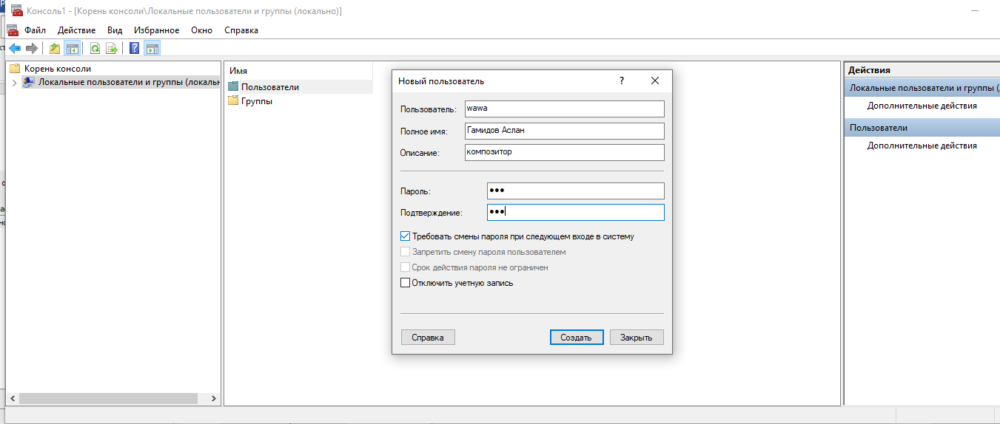 Консоль1 - [Корень консоли\Локальные пользователи и группы (локально)]
Файл Действие Вид Избранное Окно Справка
Корень консоли
Локальные пользователи и группы (локальн
Имя
Пользователи
Группы
Новый пользователь
Пользователь: wawa
Полное имя: Гамидов Аслан
Описание: композитор
Пароль: •••
Подтверждение: •••
Требовать смены пароля при следующем входе в систему
Запретить смену пароля пользователем
Срок действия пароля не ограничен
Отключить учетную запись
Справка Создать Закрыть
Действия
Локальные пользователи и группы (
Дополнительные действия
Пользователи
Дополнительные действия